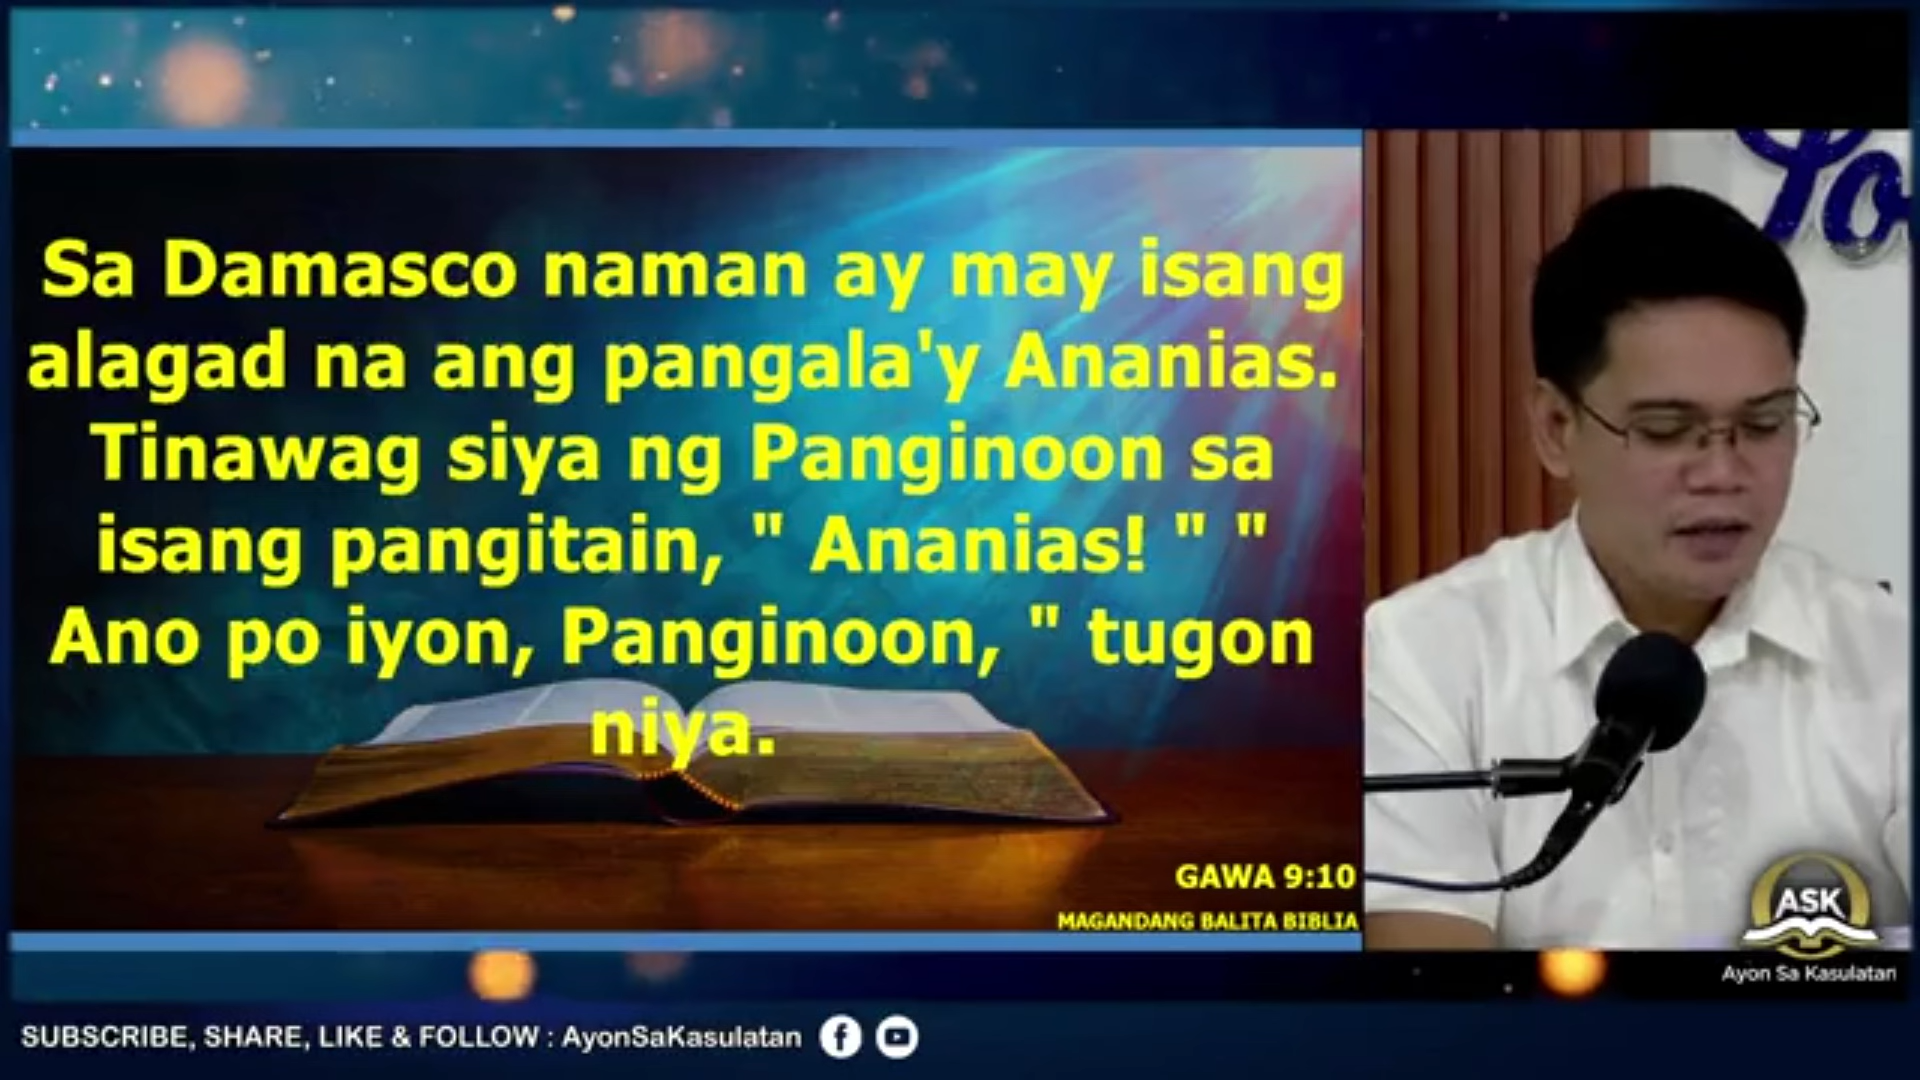 Sa Damasco naman ay may isang
alagad na ang pangala'y Ananias.
Tinawag siya ng Panginoon sa
isang pangitain, " Ananias! " "
Ano po iyon, Panginoon, " tugon
niya.
GAWA 9:10
MAGANDANG BALITA BIBLIA
ASK
Ayon Sa Kasulatan
SUBSCRIBE, SHARE, LIKE & FOLLOW : AyonSaKasulatan